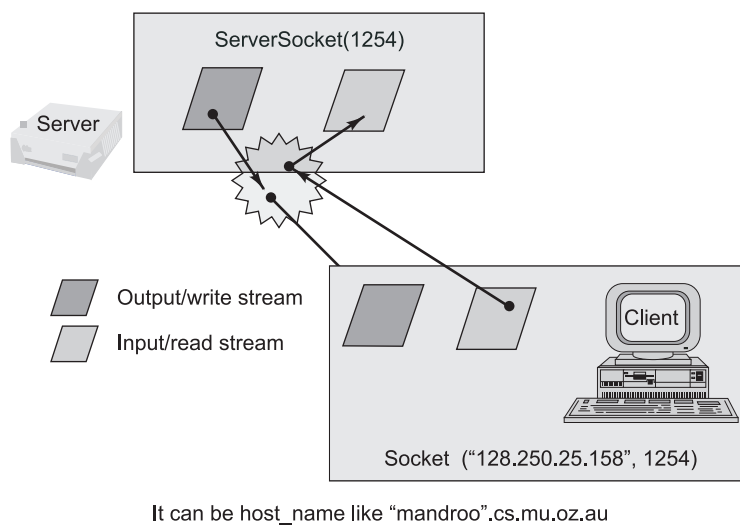 ServerSocket(1254)
Server
Output/write stream
Input/read stream
Client
Socket (“128.250.25.158”, 1254)
It can be host_name like “mandroo”.cs.mu.oz.au